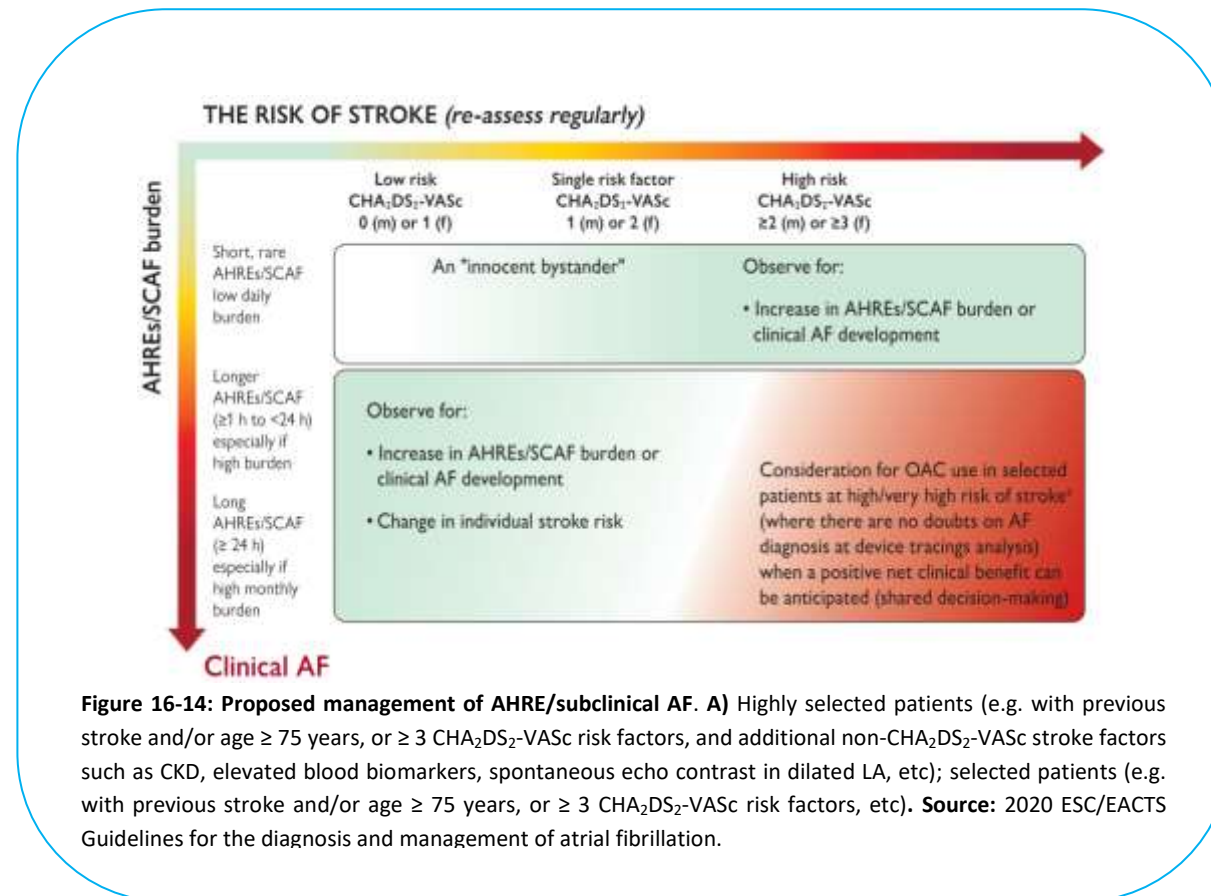 THE RISK OF STROKE (re-assess regularly)
AHREs/SCAF burden
Low risk
CHA₂DS₂-VASc
0 (m) or 1 (f)
Single risk factor
CHA₂DS₂-VASc
1 (m) or 2 (f)
High risk
CHA₂DS₂-VASc
≥2 (m) or ≥3 (f)
Short, rare
AHREs/SCAF
low daily
burden
An "innocent bystander"
Observe for:
• Increase in AHREs/SCAF burden or
clinical AF development
Longer
AHREs/SCAF
(≥1 h to <24 h)
especially if
high burden
Long
AHREs/SCAF
(≥ 24 h)
especially if
high monthly
burden
Observe for:
• Increase in AHREs/SCAF burden or
clinical AF development
• Change in individual stroke risk
Consideration for OAC use in selected
patients at high/very high risk of stroke
(where there are no doubts on AF
diagnosis at device tracings analysis)
when a positive net clinical benefit can
be anticipated (shared decision-making)
Clinical AF
Figure 16-14: Proposed management of AHRE/subclinical AF. A) Highly selected patients (e.g. with previous
stroke and/or age ≥ 75 years, or ≥ 3 CHA₂DS₂-VASc risk factors, and additional non-CHA₂DS₂-VASc stroke factors
such as CKD, elevated blood biomarkers, spontaneous echo contrast in dilated LA, etc); selected patients (e.g.
with previous stroke and/or age ≥ 75 years, or ≥ 3 CHA₂DS₂-VASc risk factors, etc). Source: 2020 ESC/EACTS
Guidelines for the diagnosis and management of atrial fibrillation.